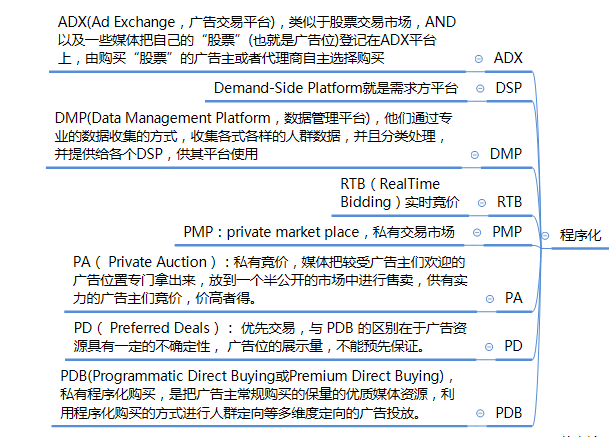 ADX(Ad Exchange，广告交易平台)，类似于股票交易市场，AND
以及一些媒体把自己的“股票”(也就是广告位)登记在ADX平台
上，由购买“股票”的广告主或者代理商自主选择购买
ADX
Demand-Side Platform就是需求方平台
DSP
DMP(Data Management Platform，数据管理平台)，他们通过专
业的数据收集的方式，收集各式各样的人群数据，并且分类处理，
并提供给各个DSP，供其平台使用
DMP
RTB（RealTime
Bidding）实时竞价
RTB
PMP：private market place，私有交易市场
PMP
程序化
PA（ Private Auction）：私有竞价，媒体把较受广告主们欢迎的
广告位置专门拿出来，放到一个半公开的市场中进行售卖，供有实
力的广告主们竞价，价高者得。
PA
PD（ Preferred Deals）： 优先交易，与 PDB 的区别在于广告资
源具有一定的不确定性， 广告位的展示量，不能预先保证。
PD
PDB(Programmatic Direct Buying或Premium Direct Buying)，
私有程序化购买，是把广告主常规购买的保量的优质媒体资源，利
用程序化购买的方式进行人群定向等多维度定向的广告投放。
PDB